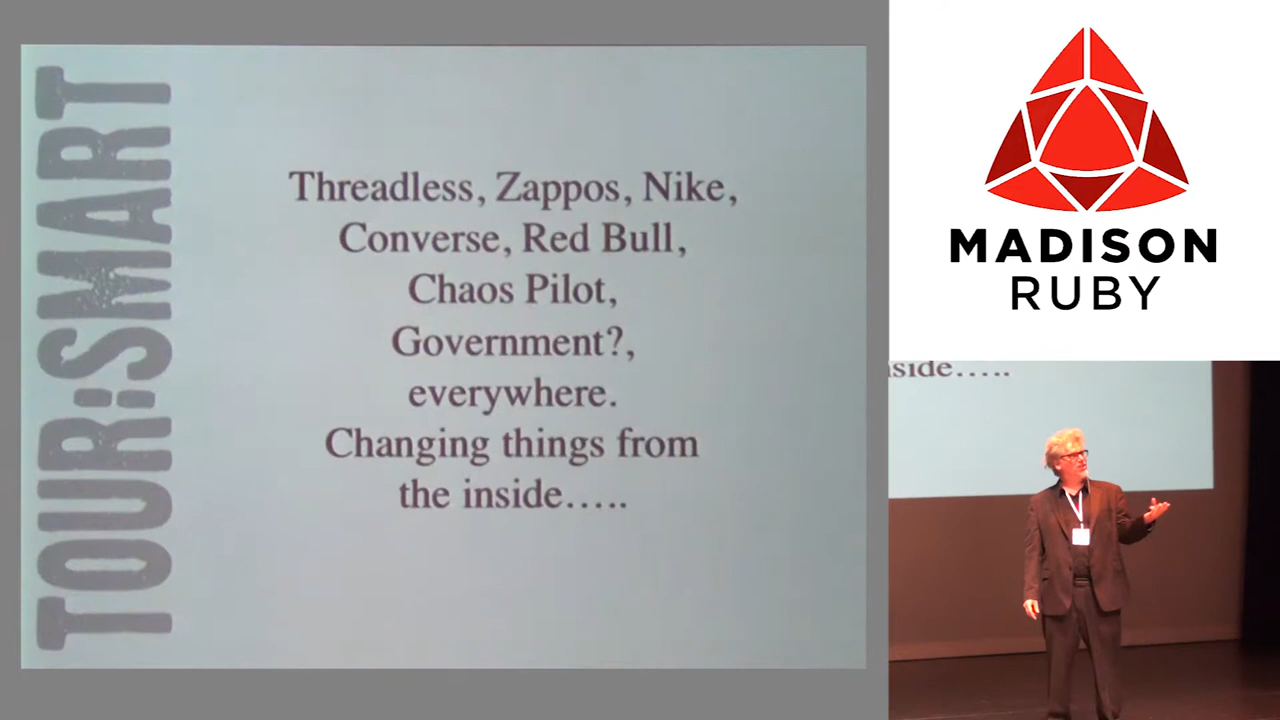 TOUR:SMART
Threadless, Zappos, Nike,
Converse, Red Bull,
Chaos Pilot,
Government?,
everywhere.
Changing things from
the inside…..
MADISON
RUBY
nside…..